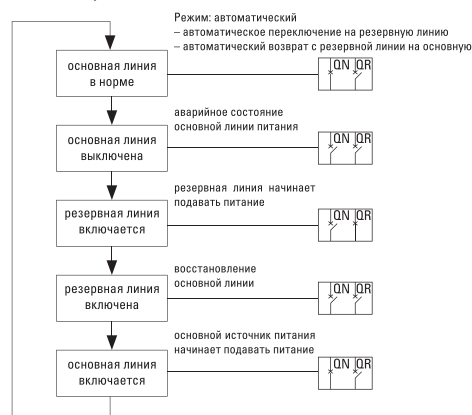 Режим: автоматический
– автоматическое переключение на резервную линию
– автоматический возврат с резервной линии на основную
основная линия
в норме
QN QR
аварийное состояние
основной линии питания
основная линия
выключена
QN QR
резервная линия начинает
подавать питание
резервная линия
включается
QN QR
восстановление
основной линии
резервная линия
включена
QN QR
основной источник питания
начинает подавать питание
основная линия
включается
QN QR